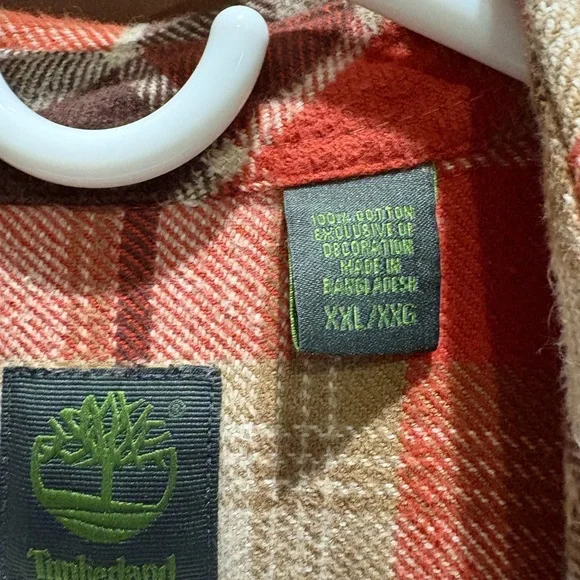 100% COTTON
EXCLUSIVE OF
DECORATION
MADE IN
BANGLADESH
XXL/XXG
®
Timberland